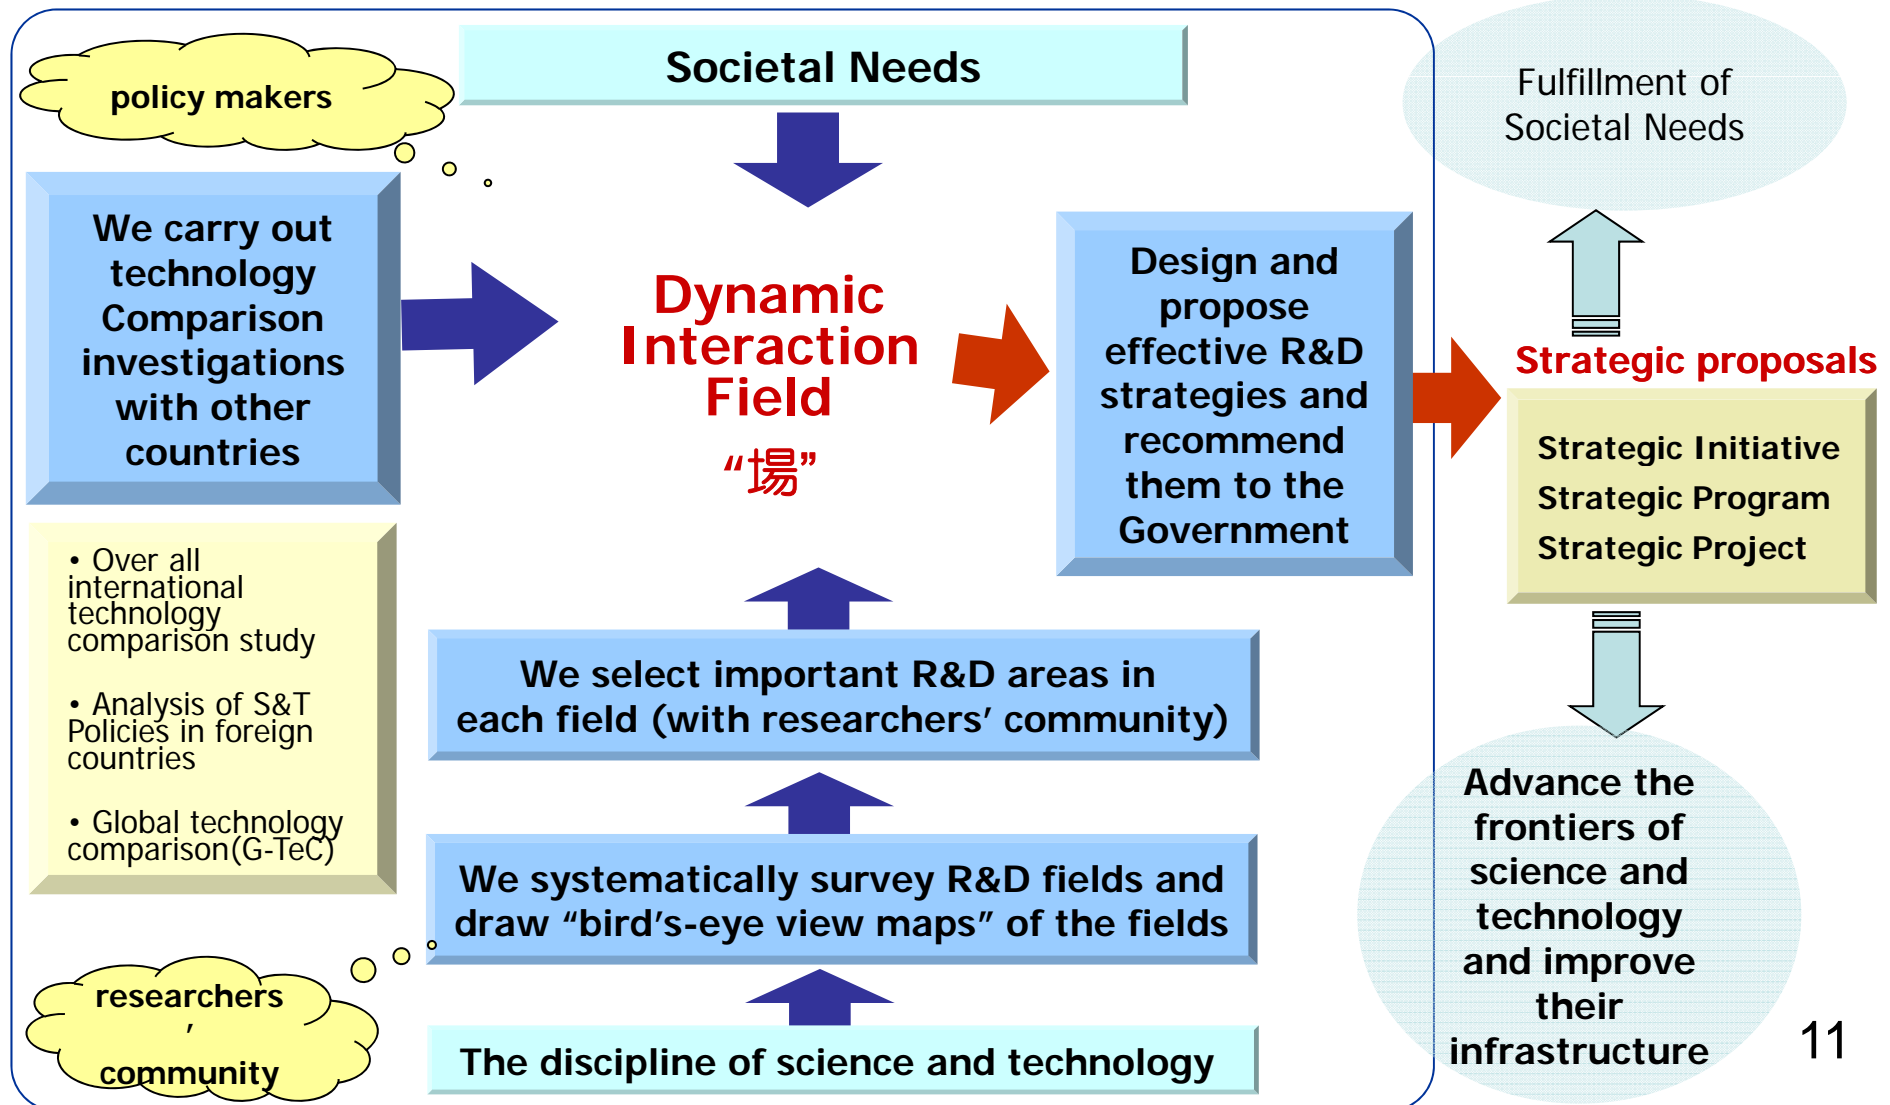 policy makers
Societal Needs
Fulfillment of
Societal Needs
We carry out
technology
Comparison
investigations
with other
countries
Dynamic
Interaction
Field
“場”
Design and
propose
effective R&D
strategies and
recommend
them to the
Government
Strategic proposals
Strategic Initiative
Strategic Program
Strategic Project
• Over all
international
technology
comparison study
• Analysis of S&T
Policies in foreign
countries
• Global technology
comparison(G-TeC)
We select important R&D areas in
each field (with researchers’ community)
We systematically survey R&D fields and
draw “bird’s-eye view maps” of the fields
Advance the
frontiers of
science and
technology
and improve
their
infrastructure
researchers
’
community
The discipline of science and technology
11